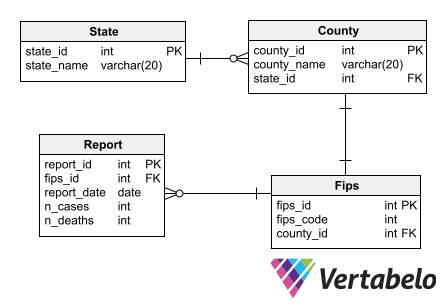 State
state_id int PK
state_name varchar(20)
County
county_id int PK
county_name varchar(20)
state_id int FK
Report
report_id int PK
fips_id int FK
report_date date
n_cases int
n_deaths int
Fips
fips_id int PK
fips_code int
county_id int FK
Vertabelo